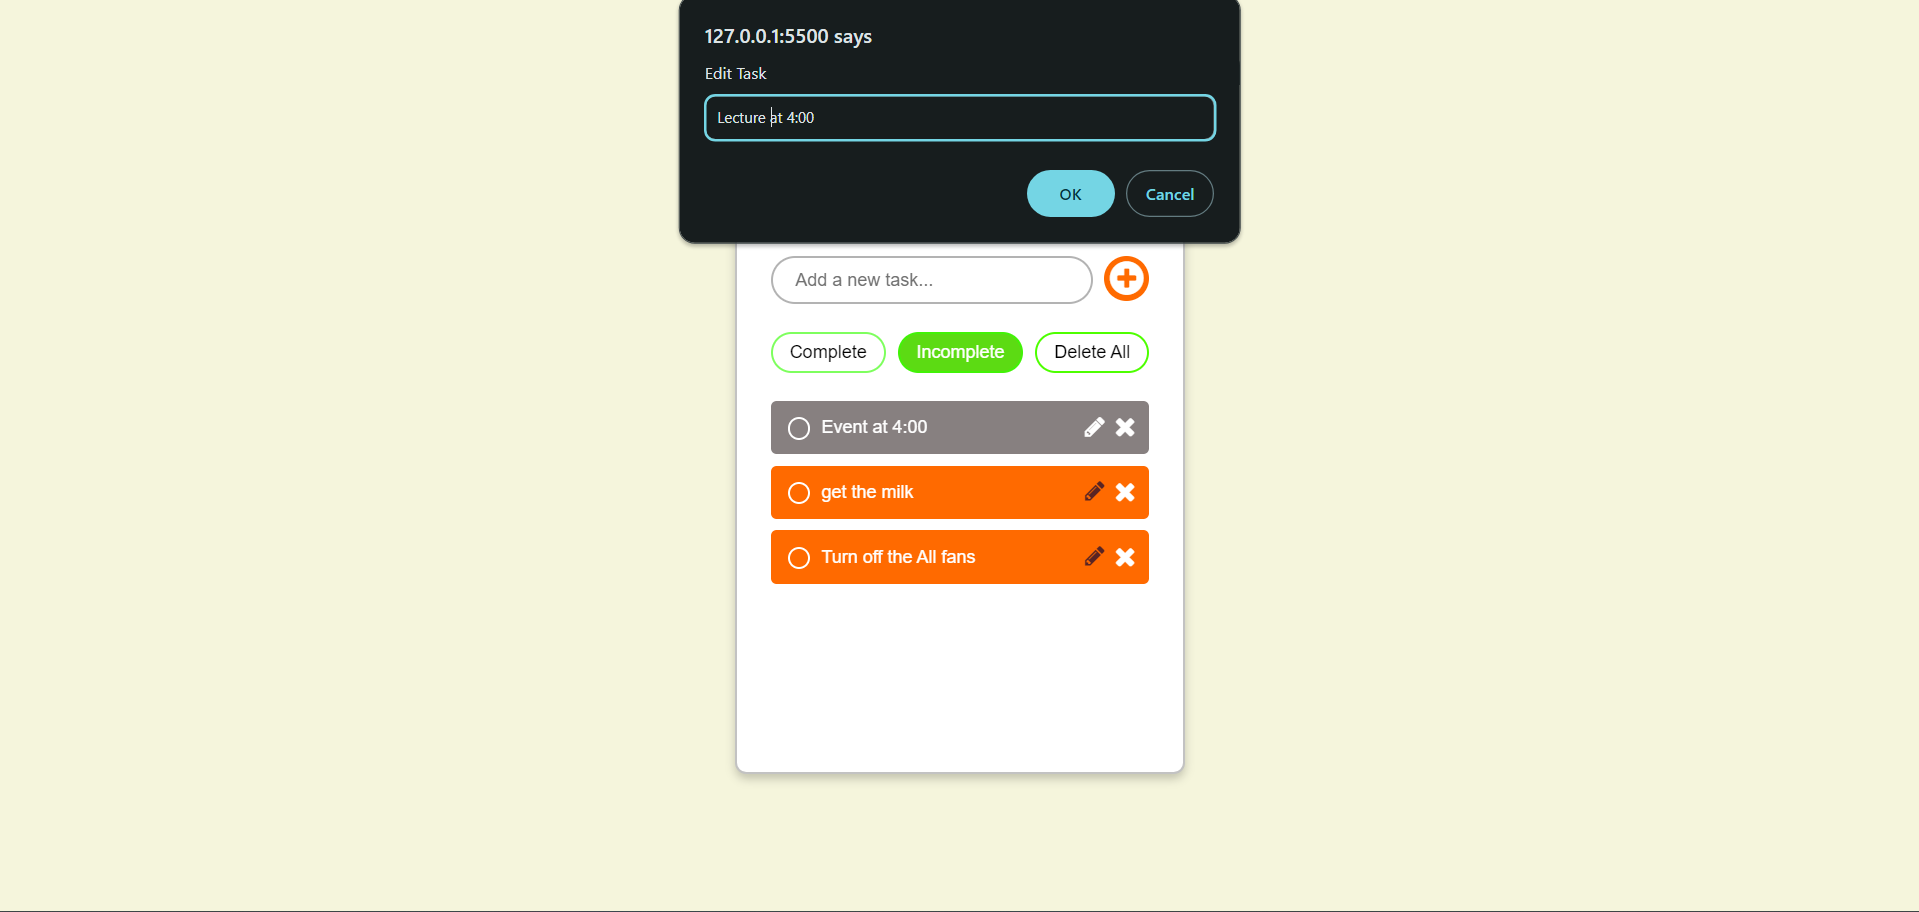 127.0.0.1:5500 says
Edit Task
Lecture at 4:00
OK Cancel
Add a new task...
Complete Incomplete Delete All
Event at 4:00
get the milk
Turn off the All fans